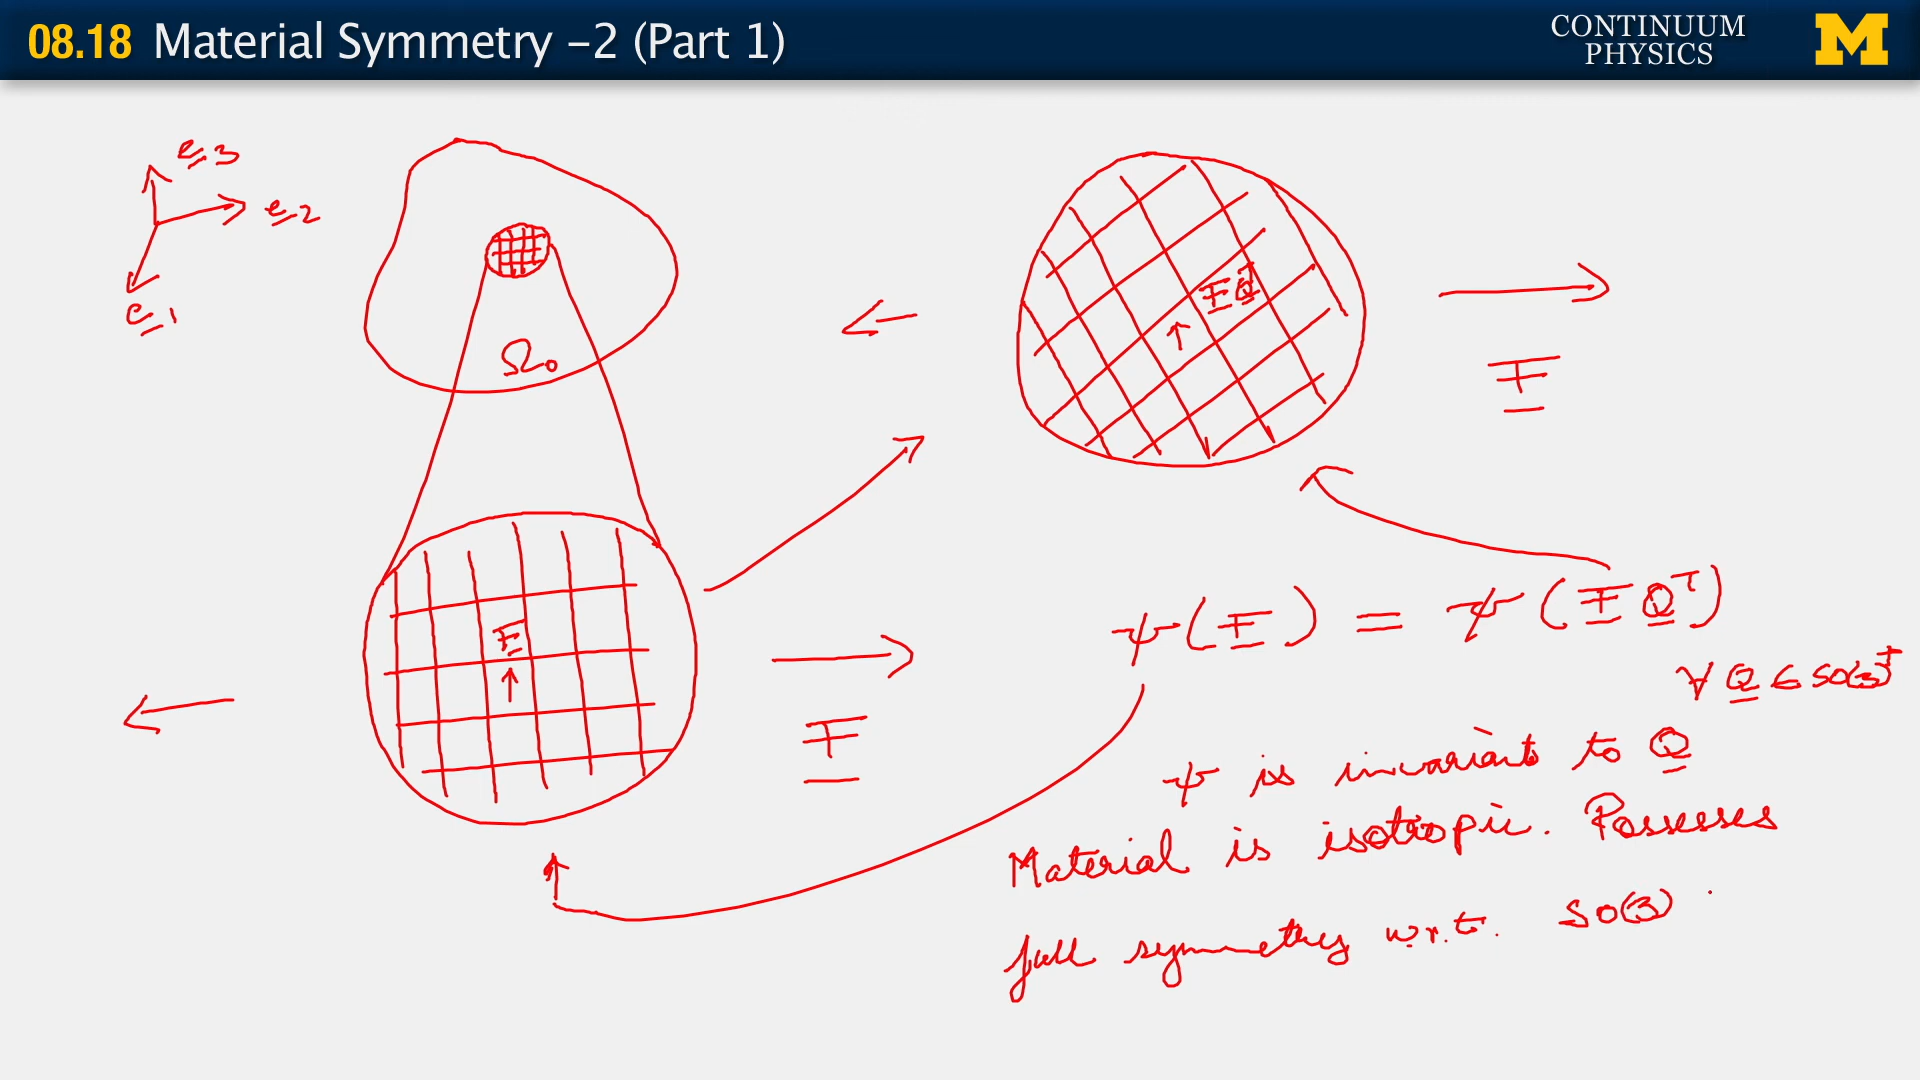 08.18 Material Symmetry -2 (Part 1)
CONTINUUM
PHYSICS
M
e3
e2
e1
Ω₀
FQᵀ
F
F
F
ψ(F) = ψ(FQᵀ)
∀ Q ∈ SO(3)⁺
ψ is invariant to Q
Material is isotropic. Possesses
full symmetry w.r.t. SO(3).